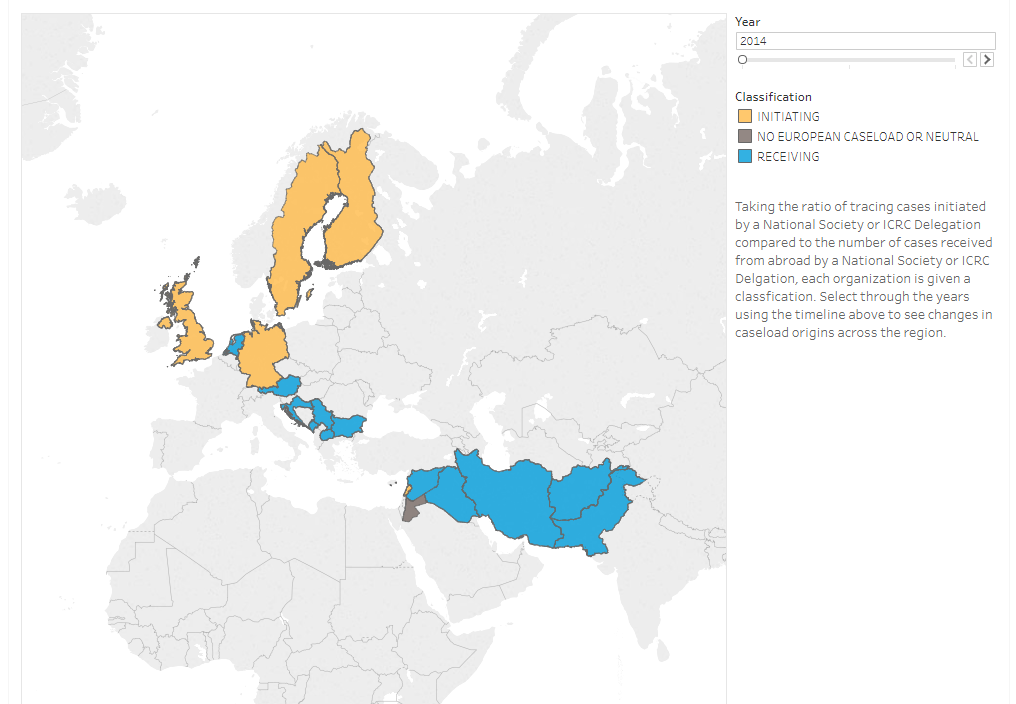 Year
2014
Classification
INITIATING
NO EUROPEAN CASELOAD OR NEUTRAL
RECEIVING
Taking the ratio of tracing cases initiated
by a National Society or ICRC Delegation
compared to the number of cases received
from abroad by a National Society or ICRC
Delgation, each organization is given a
classfication. Select through the years
using the timeline above to see changes in
caseload origins across the region.